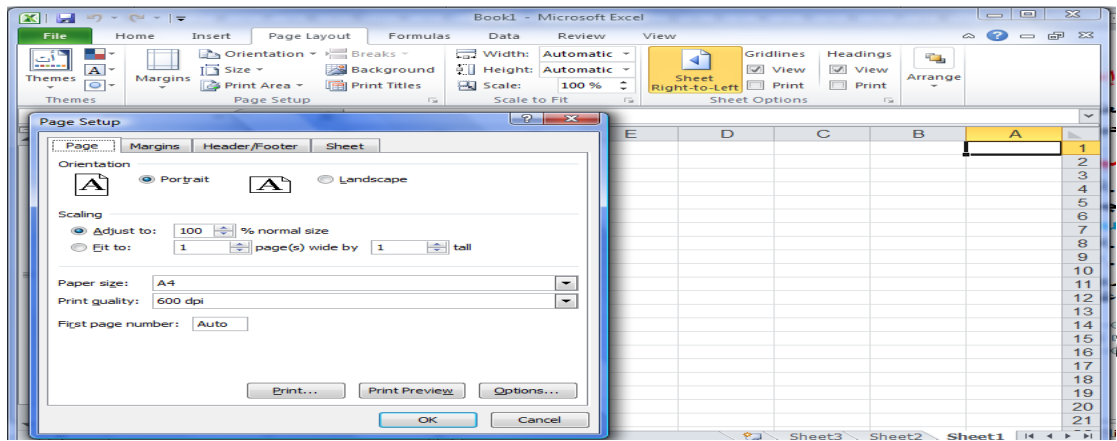 Book1 - Microsoft Excel
File Home Insert Page Layout Formulas Data Review View
Themes
Themes
Margins
Orientation
Size
Print Area
Breaks
Background
Print Titles
Page Setup
Width: Automatic
Height: Automatic
Scale: 100 %
Scale to Fit
Sheet Right-to-Left
Gridlines
View
Print
Headings
View
Print
Sheet Options
Arrange
Page Setup
Page Margins Header/Footer Sheet
Orientation
A Portrait A Landscape
Scaling
Adjust to: 100 % normal size
Fit to: 1 page(s) wide by 1 tall
Paper size: A4
Print quality: 600 dpi
First page number: Auto
Print... Print Preview Options...
OK Cancel
E D C B A
1
2
3
4
5
6
7
8
9
10
11
12
13
14
15
16
17
18
19
20
21
Sheet3 Sheet2 Sheet1